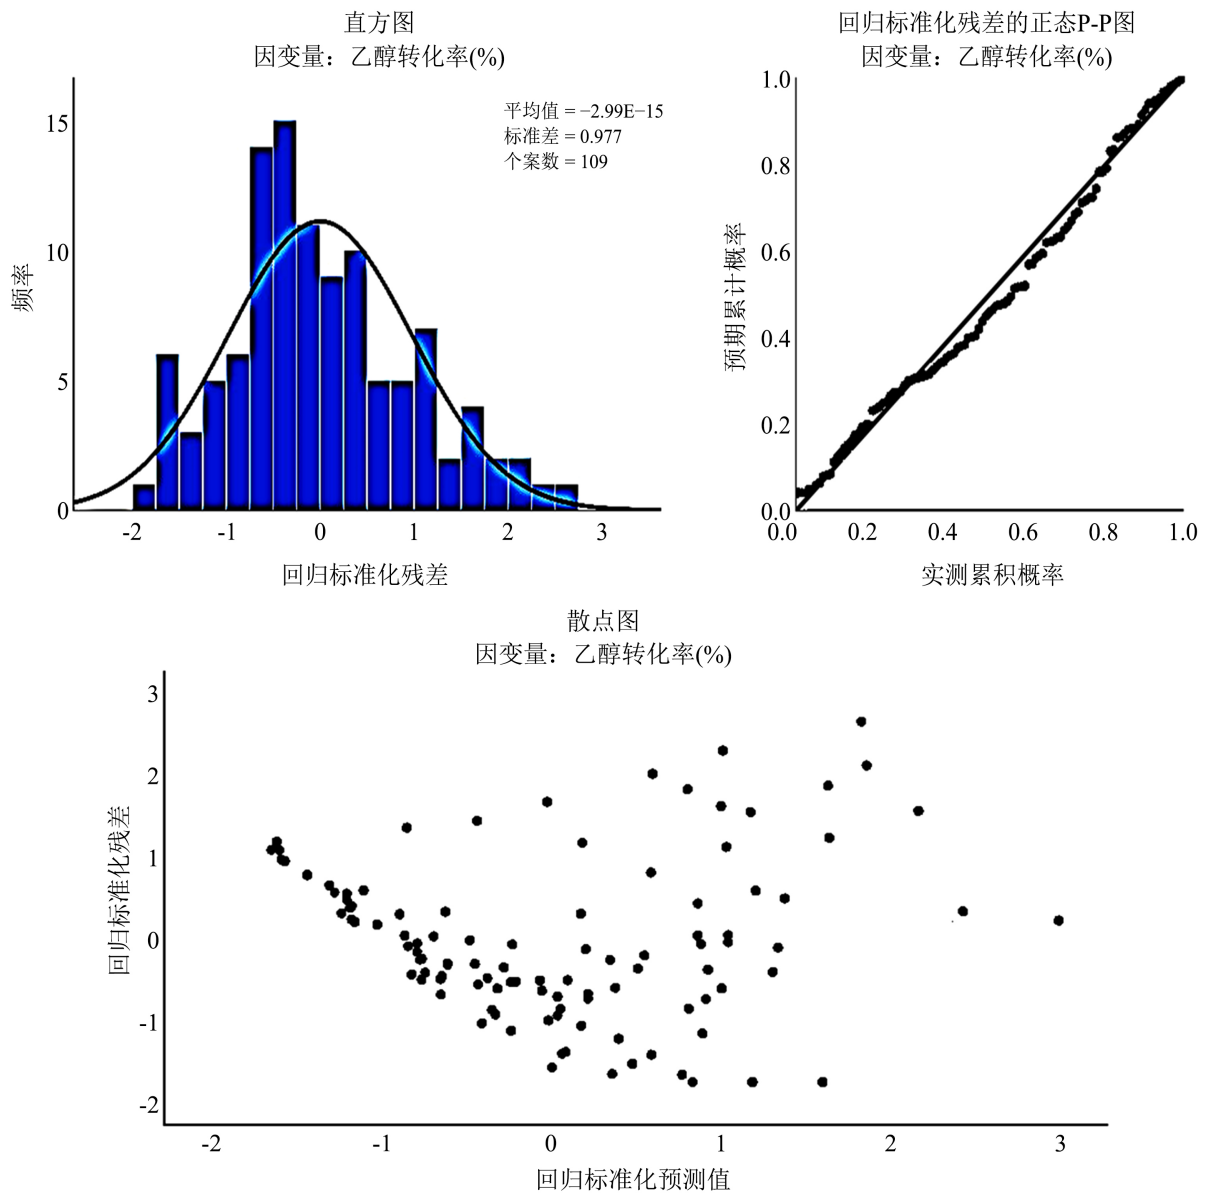 直方图
因变量：乙醇转化率(%)
平均值 = −2.99E−15
标准差 = 0.977
个案数 = 109
频率
15
10
5
0
-2 -1 0 1 2 3
回归标准化残差
回归标准化残差的正态P-P图
因变量：乙醇转化率(%)
预期累计概率
1.0
0.8
0.6
0.4
0.2
0.0
0.0 0.2 0.4 0.6 0.8 1.0
实测累积概率
散点图
因变量：乙醇转化率(%)
回归标准化残差
3
2
1
0
-1
-2
-2 -1 0 1 2 3
回归标准化预测值